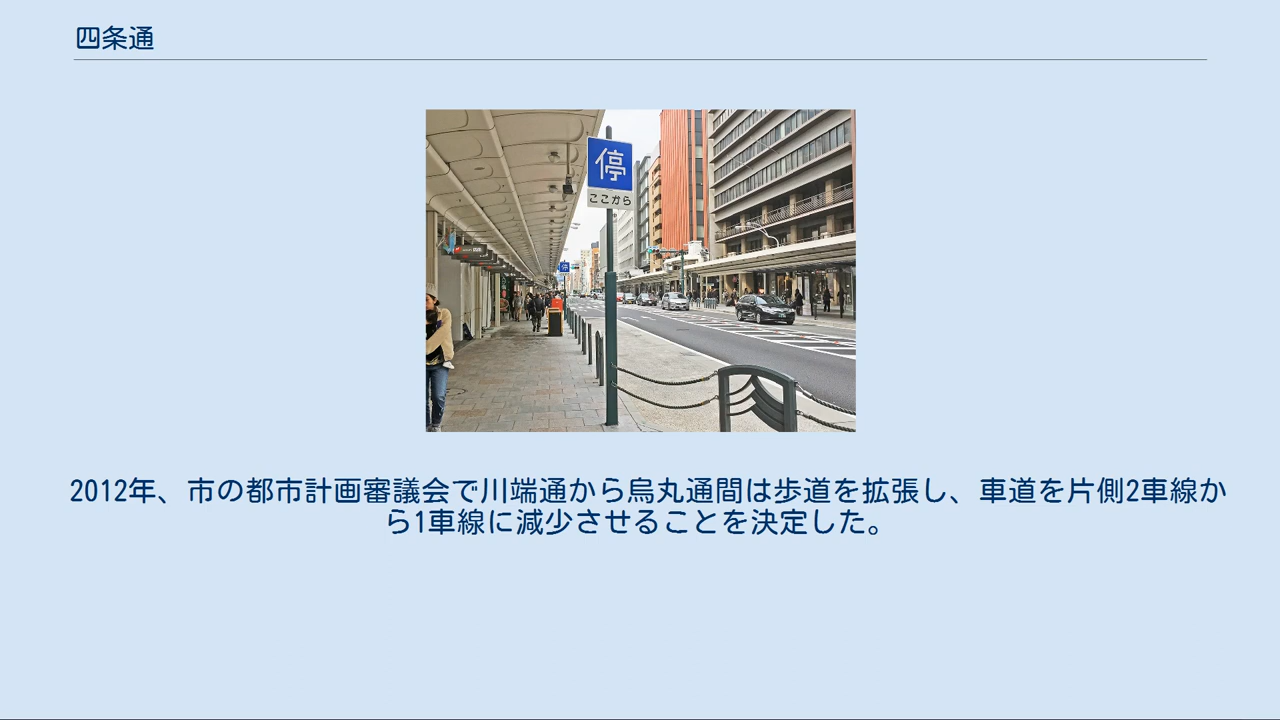 四条通
停
ここから
2012年、市の都市計画審議会で川端通から烏丸通間は歩道を拡張し、車道を片側2車線か
ら1車線に減少させることを決定した。